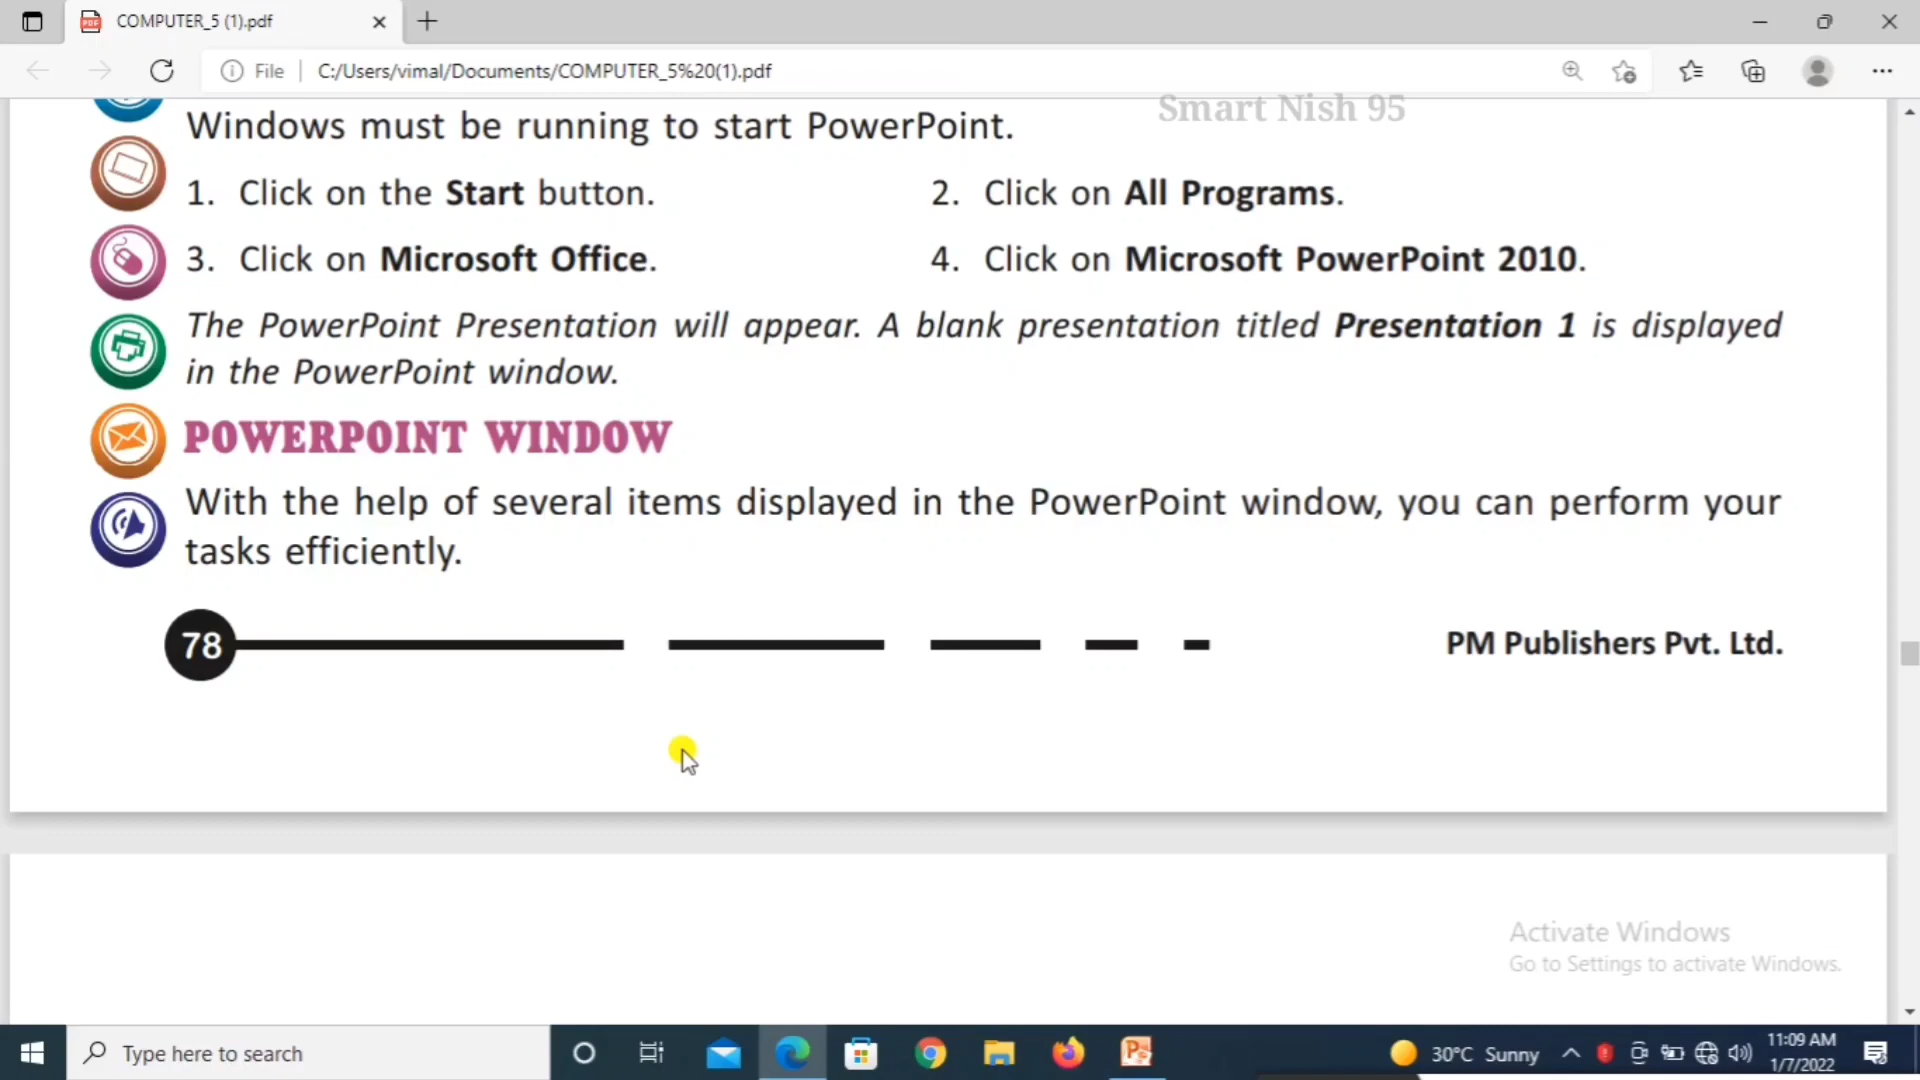 COMPUTER_5 (1).pdf
File
C:/Users/vimal/Documents/COMPUTER_5%20(1).pdf
Smart Nish 95
Windows must be running to start PowerPoint.
1. Click on the Start button.
2. Click on All Programs.
3. Click on Microsoft Office.
4. Click on Microsoft PowerPoint 2010.
The PowerPoint Presentation will appear. A blank presentation titled Presentation 1 is displayed
in the PowerPoint window.
POWERPOINT WINDOW
With the help of several items displayed in the PowerPoint window, you can perform your
tasks efficiently.
78
PM Publishers Pvt. Ltd.
Activate Windows
Go to Settings to activate Windows.
Type here to search
30°C Sunny
11:09 AM
1/7/2022